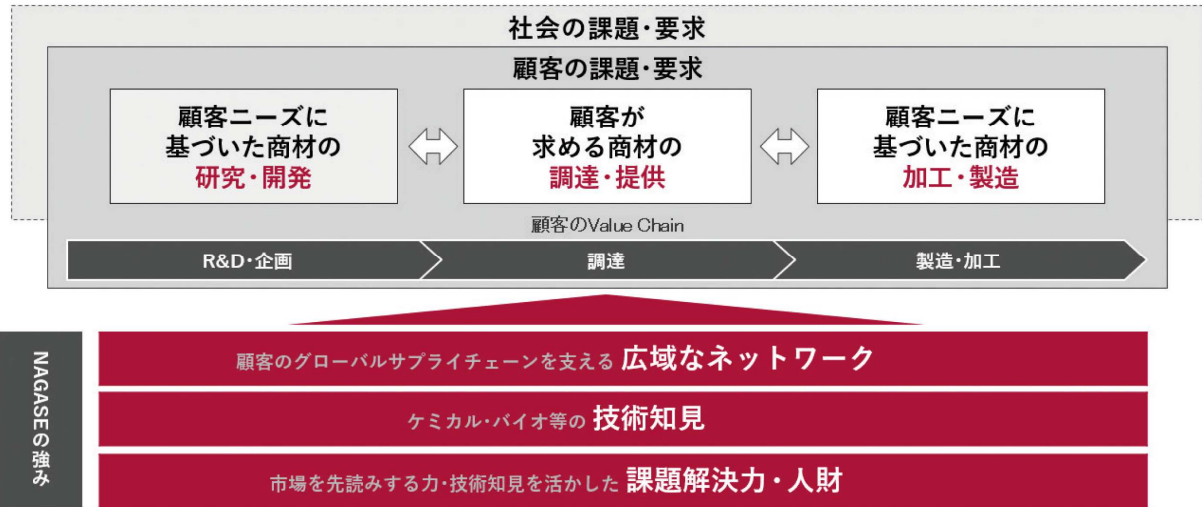 社会の課題・要求
顧客の課題・要求
顧客ニーズに
基づいた商材の
研究・開発
顧客が
求める商材の
調達・提供
顧客ニーズに
基づいた商材の
加工・製造
顧客のValue Chain
R&D・企画
調達
製造・加工
NAGASEの強み
顧客のグローバルサプライチェーンを支える 広域なネットワーク
ケミカル・バイオ等の 技術知見
市場を先読みする力・技術知見を活かした 課題解決力・人財